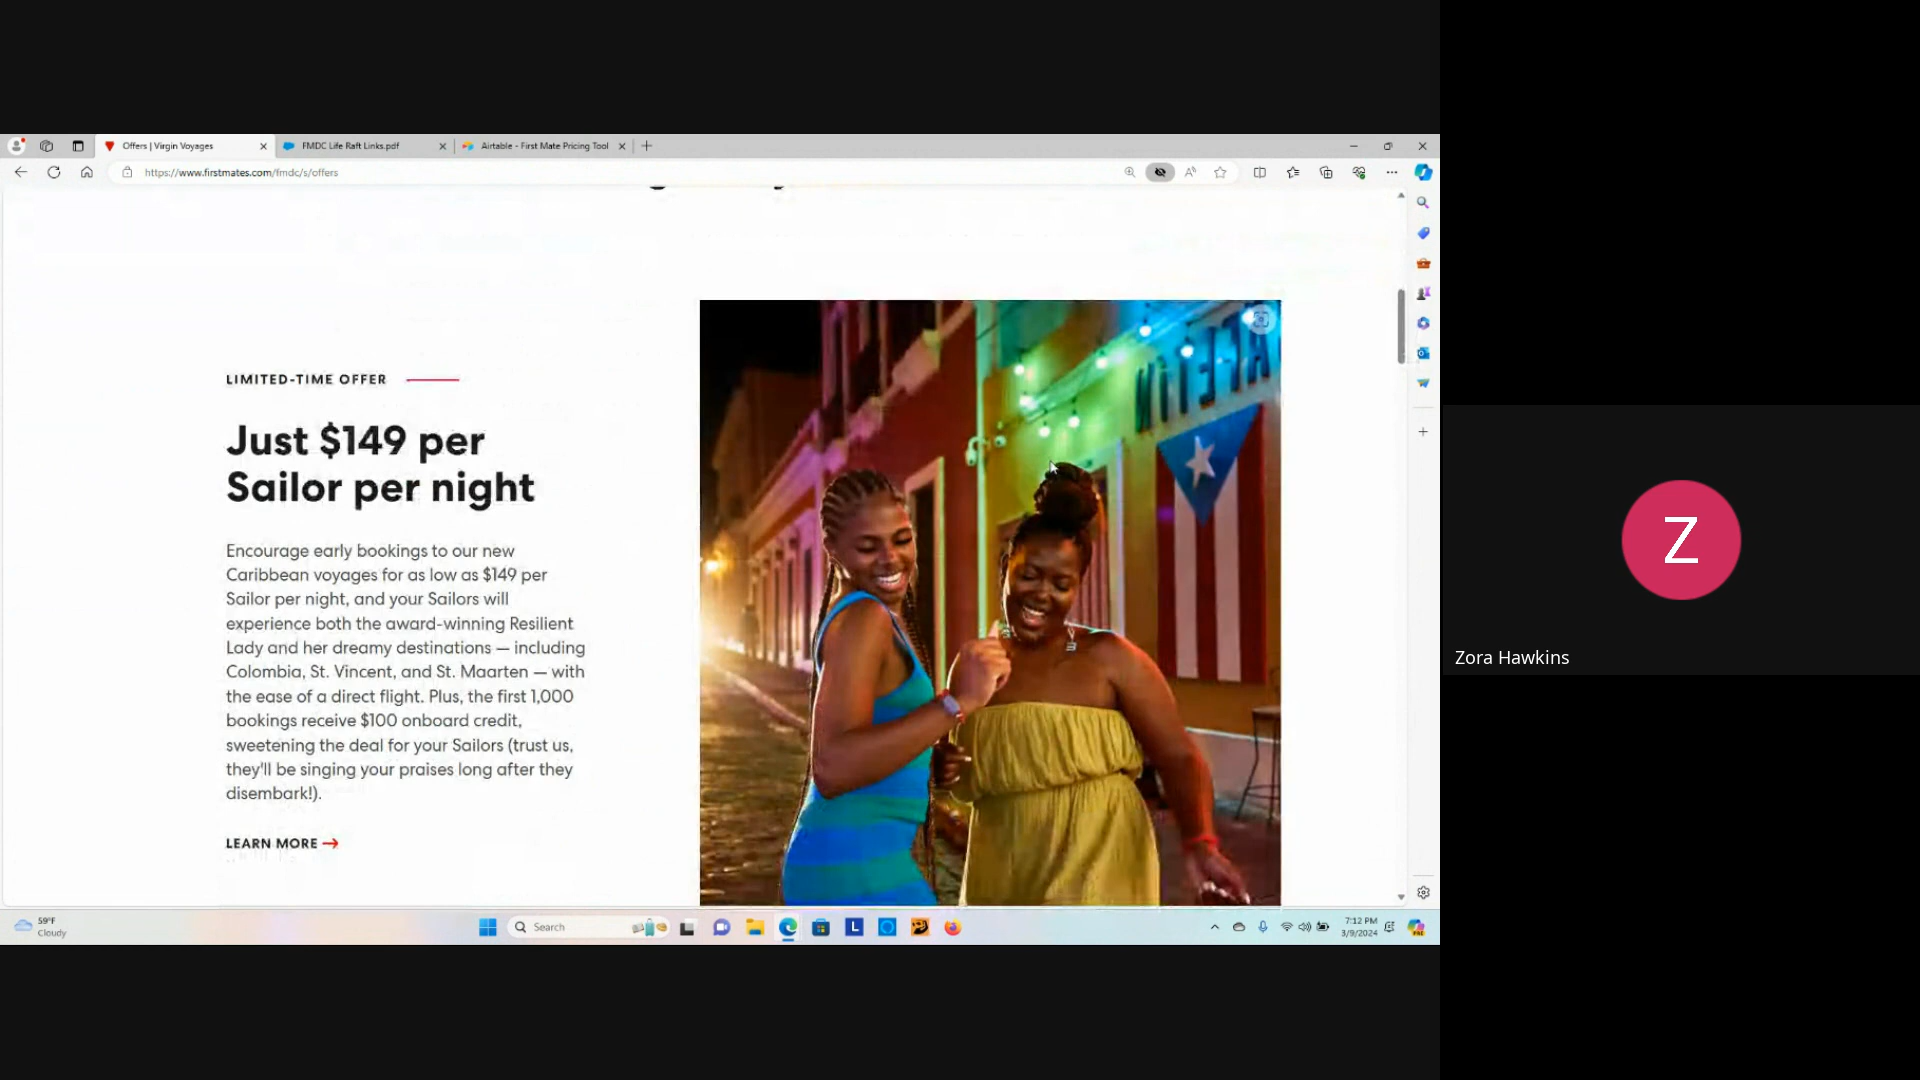 Offers | Virgin Voyages
FMDC Life Raft Links.pdf
Airtable - First Mate Pricing Tool
https://www.firstmates.com/fmdc/s/offers
LIMITED-TIME OFFER
Just $149 per
Sailor per night
Encourage early bookings to our new
Caribbean voyages for as low as $149 per
Sailor per night, and your Sailors will
experience both the award-winning Resilient
Lady and her dreamy destinations — including
Colombia, St. Vincent, and St. Maarten — with
the ease of a direct flight. Plus, the first 1,000
bookings receive $100 onboard credit,
sweetening the deal for your Sailors (trust us,
they'll be singing your praises long after they
disembark!).
LEARN MORE
Z
Zora Hawkins
59°F
Cloudy
Search
L
7:12 PM
3/9/2024